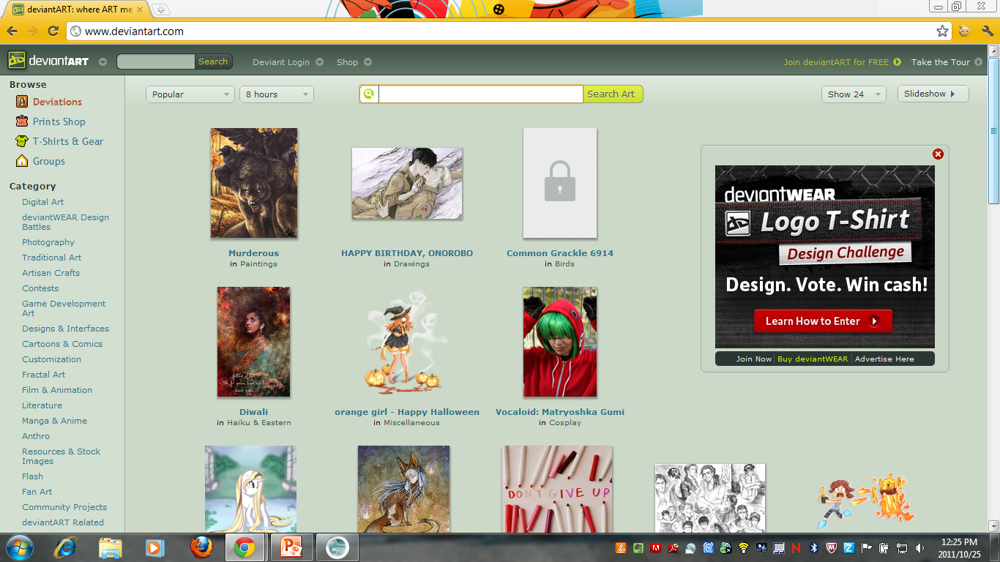 deviantART: where ART me
www.deviantart.com
deviantART
Search
Deviant Login
Shop
Join deviantART for FREE
Take the Tour
Browse
Deviations
Prints Shop
T-Shirts & Gear
Groups
Category
Digital Art
deviantWEAR Design
Battles
Photography
Traditional Art
Artisan Crafts
Contests
Game Development
Art
Designs & Interfaces
Cartoons & Comics
Customization
Fractal Art
Film & Animation
Literature
Manga & Anime
Anthro
Resources & Stock
Images
Flash
Fan Art
Community Projects
deviantART Related
Popular
8 hours
Search Art
Show 24
Slideshow
Murderous
in Paintings
HAPPY BIRTHDAY, ONOROBO
in Drawings
Common Grackle 6914
in Birds
Diwali
in Haiku & Eastern
orange girl - Happy Halloween
in Miscellaneous
Vocaloid: Matryoshka Gumi
in Cosplay
DON'T GIVE UP
deviantWEAR
Logo T-Shirt
Design Challenge
Design. Vote. Win cash!
Learn How to Enter
Join Now
Buy deviantWEAR
Advertise Here
12:25 PM
2011/10/25